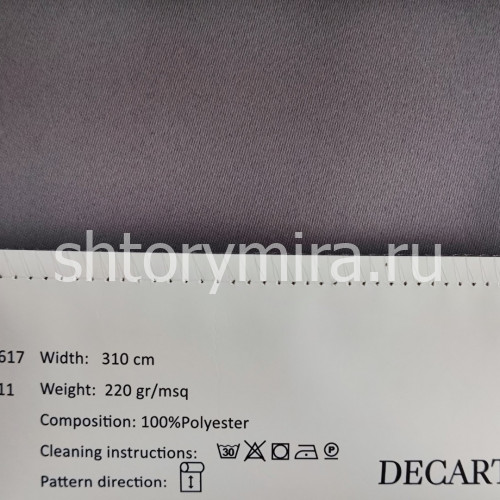 shtorymira.ru
617 Width: 310 cm
11 Weight: 220 gr/msq
Composition: 100%Polyester
Cleaning instructions: 30 P
Pattern direction:
DECART